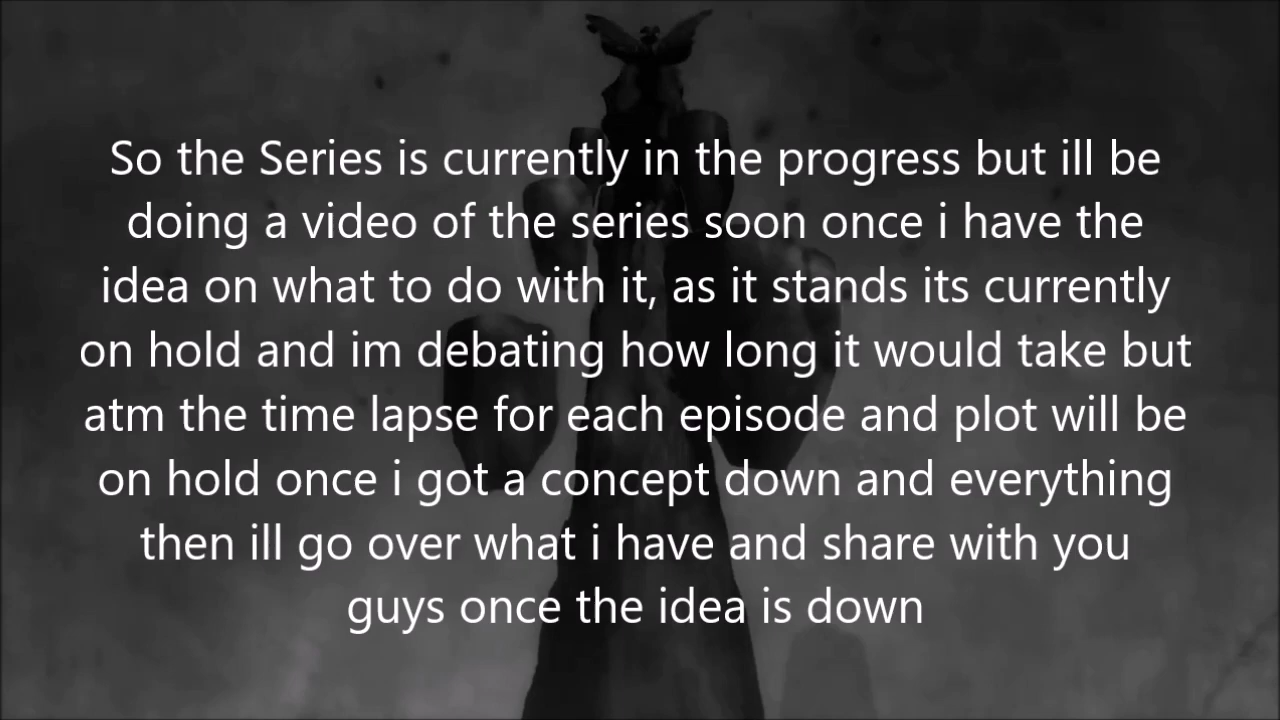 So the Series is currently in the progress but ill be
doing a video of the series soon once i have the
idea on what to do with it, as it stands its currently
on hold and im debating how long it would take but
atm the time lapse for each episode and plot will be
on hold once i got a concept down and everything
then ill go over what i have and share with you
guys once the idea is down